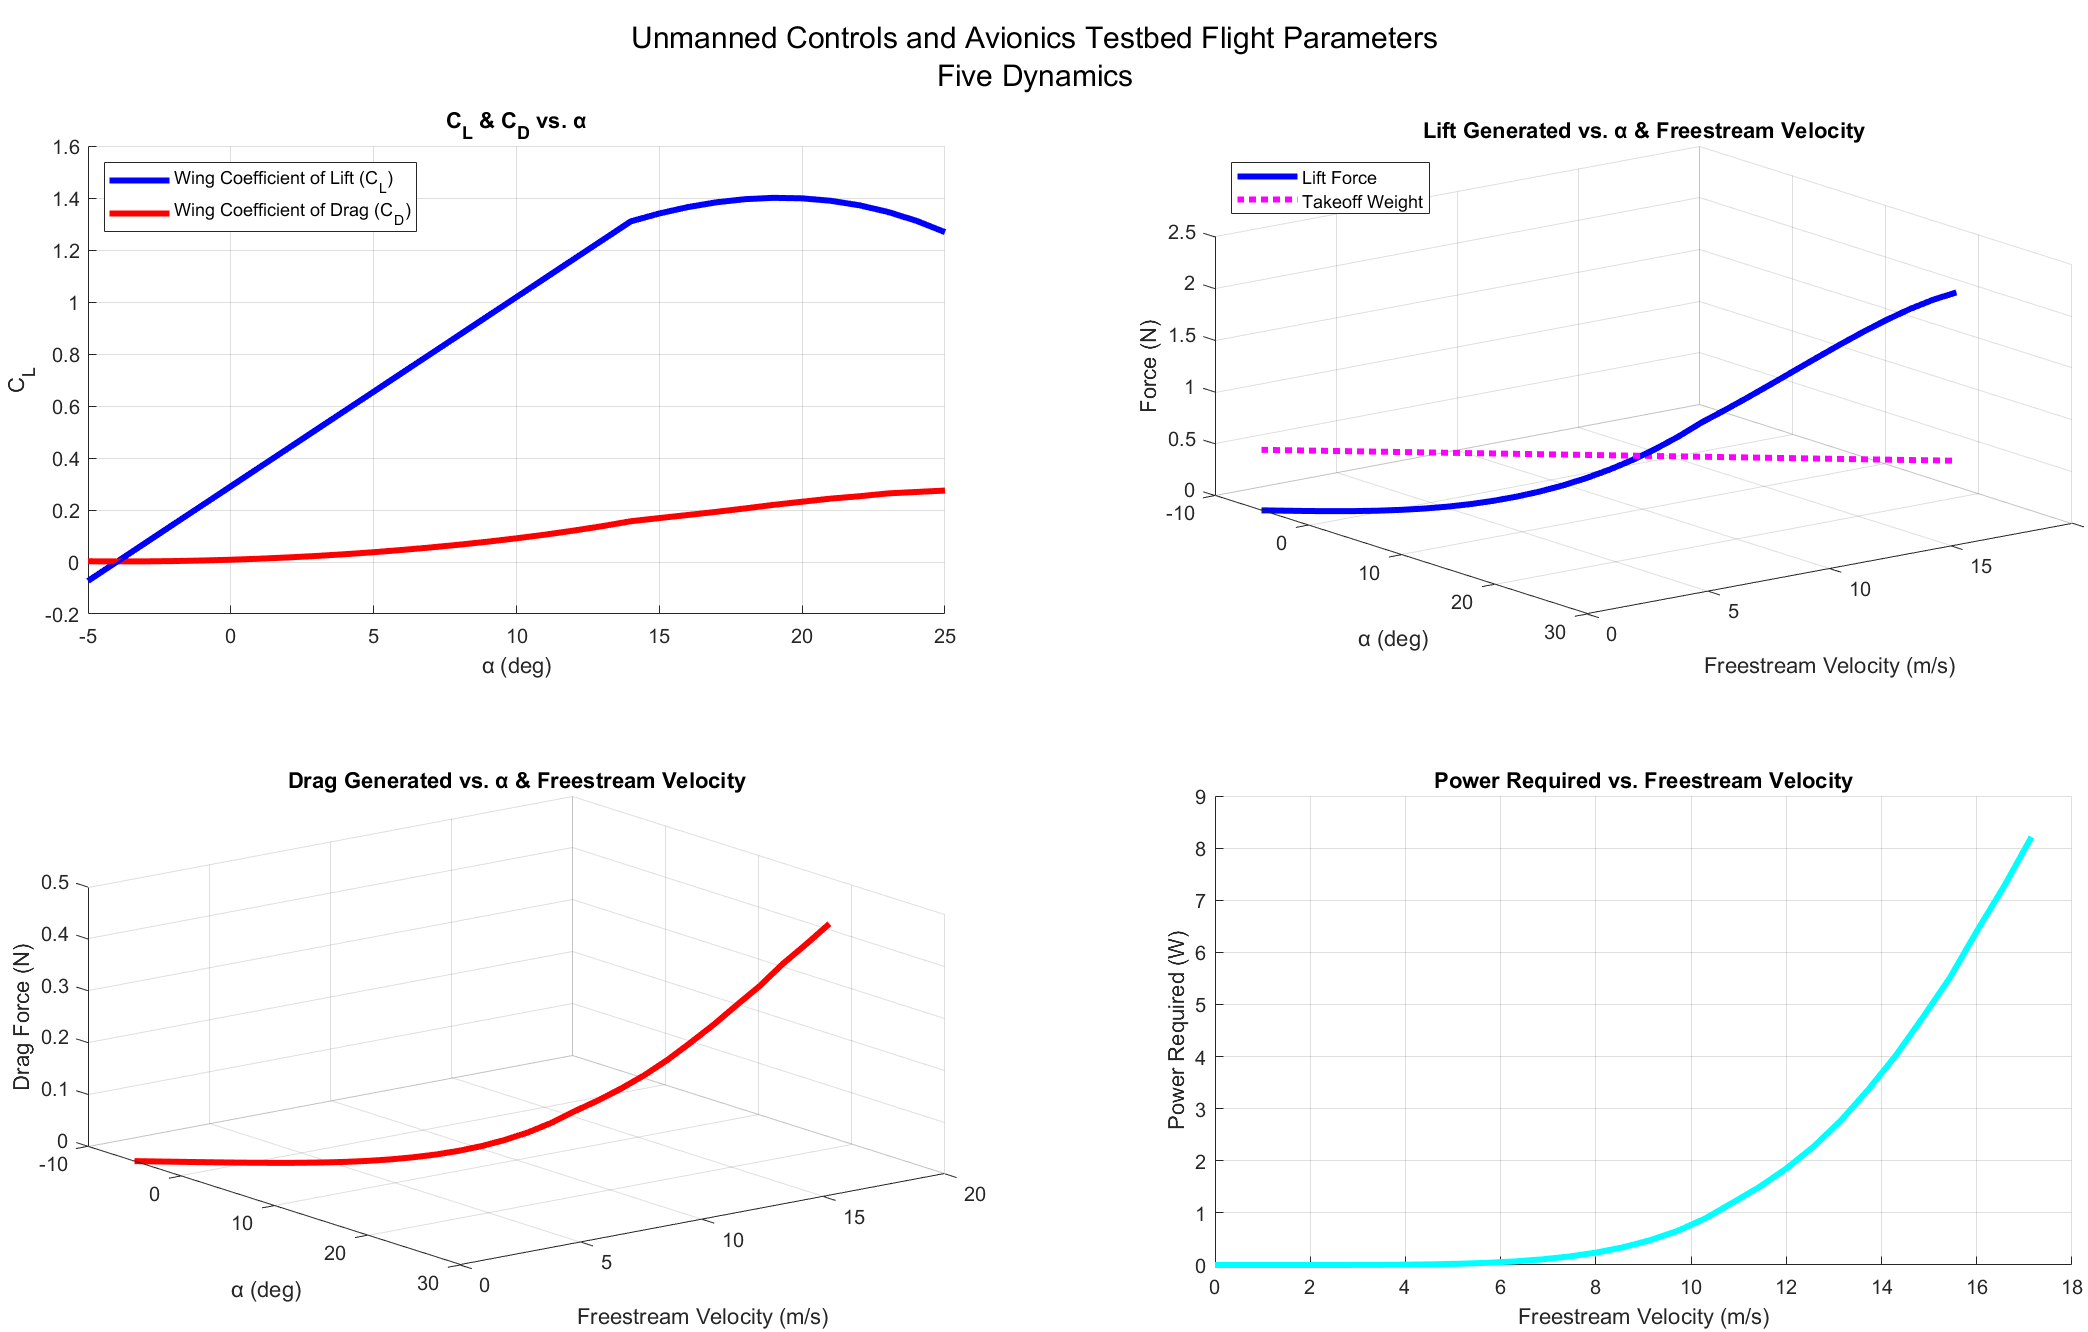 Unmanned Controls and Avionics Testbed Flight Parameters
Five Dynamics
C_L & C_D vs. α
Wing Coefficient of Lift (C_L)
Wing Coefficient of Drag (C_D)
C_L
1.6
1.4
1.2
1
0.8
0.6
0.4
0.2
0
-0.2
-5 0 5 10 15 20 25
α (deg)
Lift Generated vs. α & Freestream Velocity
Lift Force
Takeoff Weight
Force (N)
2.5
2
1.5
1
0.5
0
-10 0 10 20 30
α (deg)
0 5 10 15
Freestream Velocity (m/s)
Drag Generated vs. α & Freestream Velocity
Drag Force (N)
0.5
0.4
0.3
0.2
0.1
0
-10 0 10 20 30
α (deg)
0 5 10 15 20
Freestream Velocity (m/s)
Power Required vs. Freestream Velocity
Power Required (W)
9
8
7
6
5
4
3
2
1
0
0 2 4 6 8 10 12 14 16 18
Freestream Velocity (m/s)